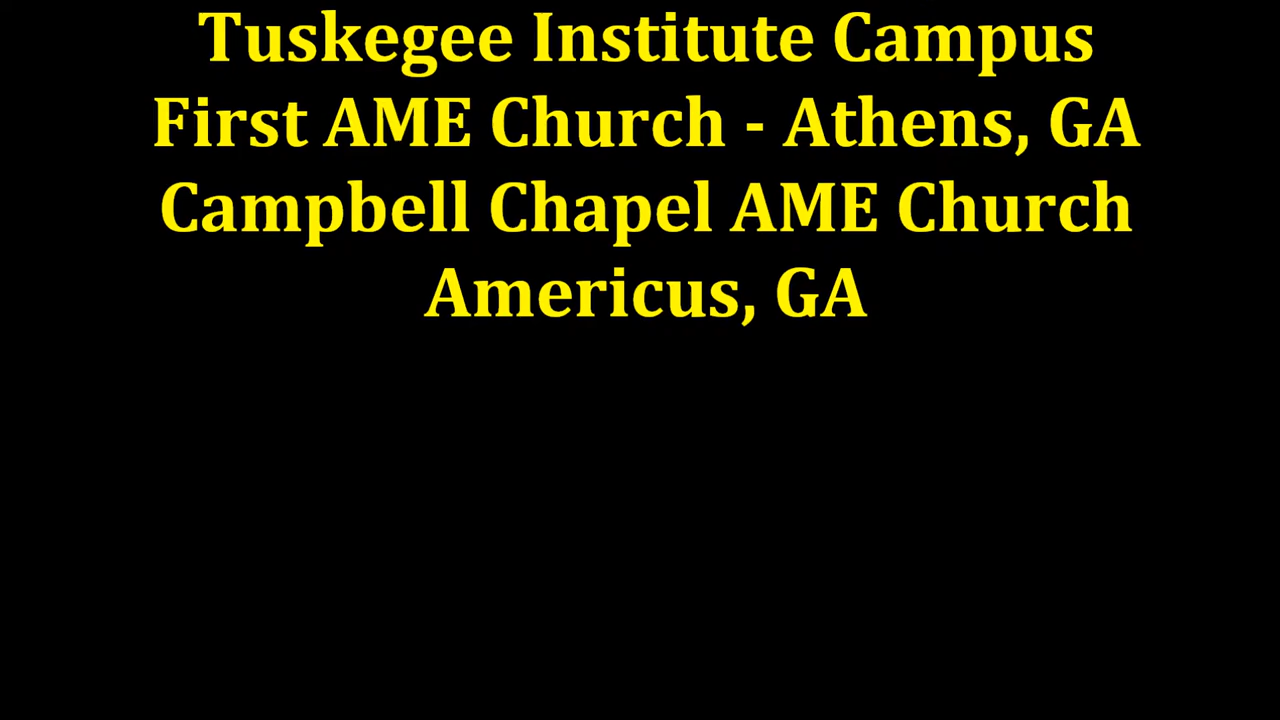 Tuskegee Institute Campus
First AME Church - Athens, GA
Campbell Chapel AME Church
Americus, GA